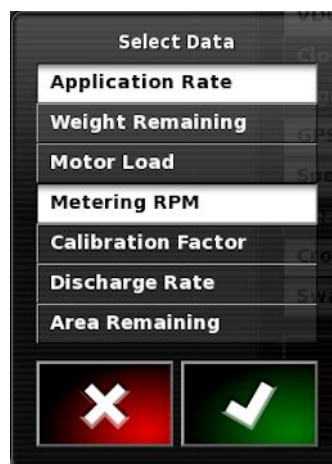 Select Data
Application Rate
Weight Remaining
Motor Load
Metering RPM
Calibration Factor
Discharge Rate
Area Remaining